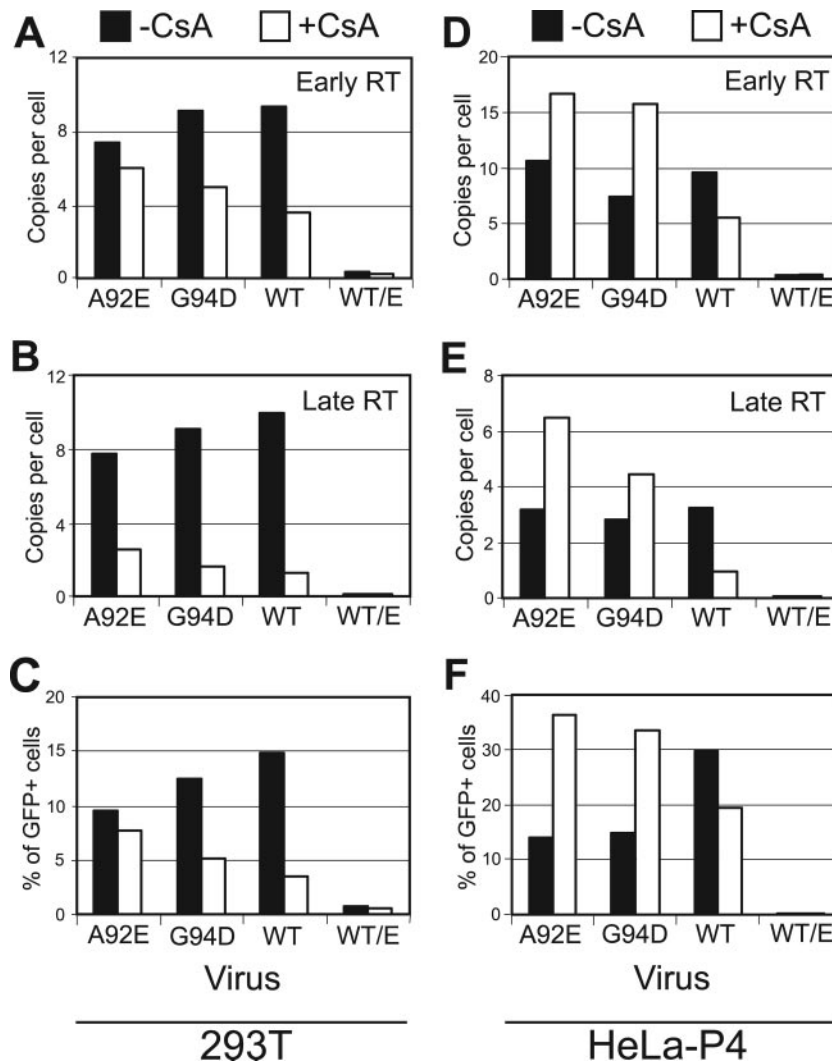 A -CsA +CsA
Early RT
Copies per cell
12
8
4
0
A92E G94D WT WT/E
B
Late RT
Copies per cell
12
8
4
0
A92E G94D WT WT/E
C
% of GFP+ cells
20
15
10
5
0
A92E G94D WT WT/E
Virus
293T
D -CsA +CsA
Early RT
Copies per cell
20
15
10
5
0
A92E G94D WT WT/E
E
Late RT
Copies per cell
8
6
4
2
0
A92E G94D WT WT/E
F
% of GFP+ cells
40
30
20
10
0
A92E G94D WT WT/E
Virus
HeLa-P4